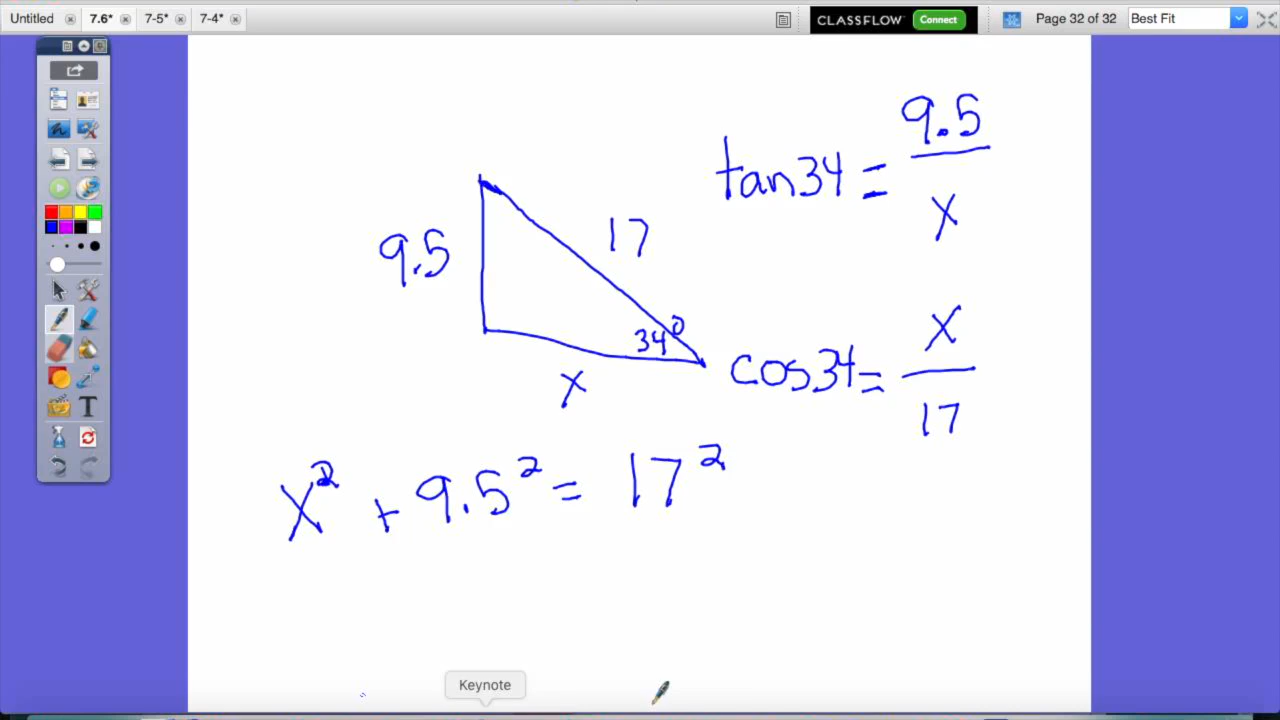 Untitled 7.6* 7-5* 7-4*
CLASSFLOW Connect
Page 32 of 32 Best Fit
T
tan34 = 9.5 / x
9.5
17
34°
x
cos34 = x / 17
x² + 9.5² = 17²
Keynote